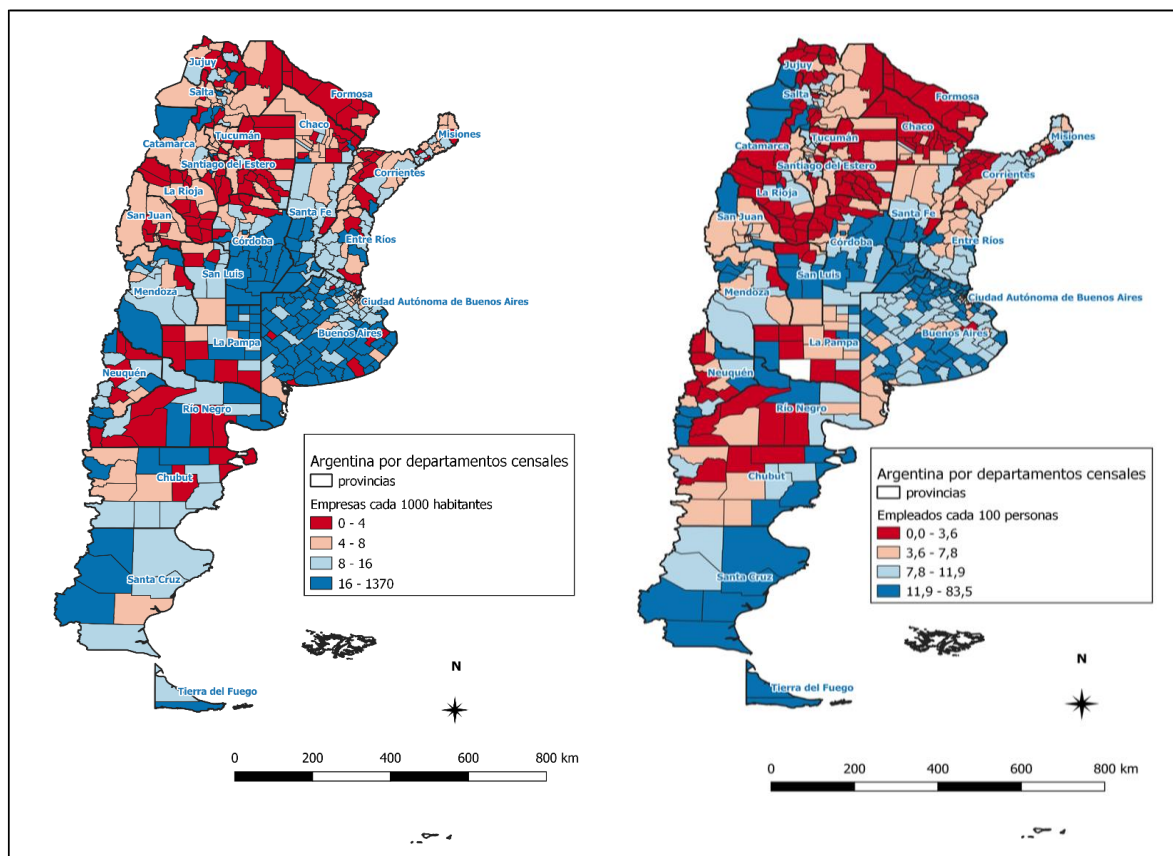 Jujuy
Salta
Formosa
Chaco
Tucumán
Misiones
Catamarca
Santiago del Estero
Corrientes
La Rioja
Santa Fe
San Juan
Córdoba
Entre Ríos
San Luis
Mendoza
Ciudad Autónoma de Buenos Aires
Buenos Aires
La Pampa
Neuquén
Río Negro
Chubut
Santa Cruz
Tierra del Fuego
Argentina por departamentos censales
provincias
Empresas cada 1000 habitantes
0 - 4
4 - 8
8 - 16
16 - 1370
N
0 200 400 600 800 km
Jujuy
Salta
Formosa
Chaco
Tucumán
Misiones
Catamarca
Santiago del Estero
Corrientes
La Rioja
Santa Fe
San Juan
Córdoba
Entre Ríos
San Luis
Mendoza
Ciudad Autónoma de Buenos Aires
Buenos Aires
La Pampa
Neuquén
Río Negro
Chubut
Santa Cruz
Tierra del Fuego
Argentina por departamentos censales
provincias
Empleados cada 100 personas
0,0 - 3,6
3,6 - 7,8
7,8 - 11,9
11,9 - 83,5
N
0 200 400 600 800 km